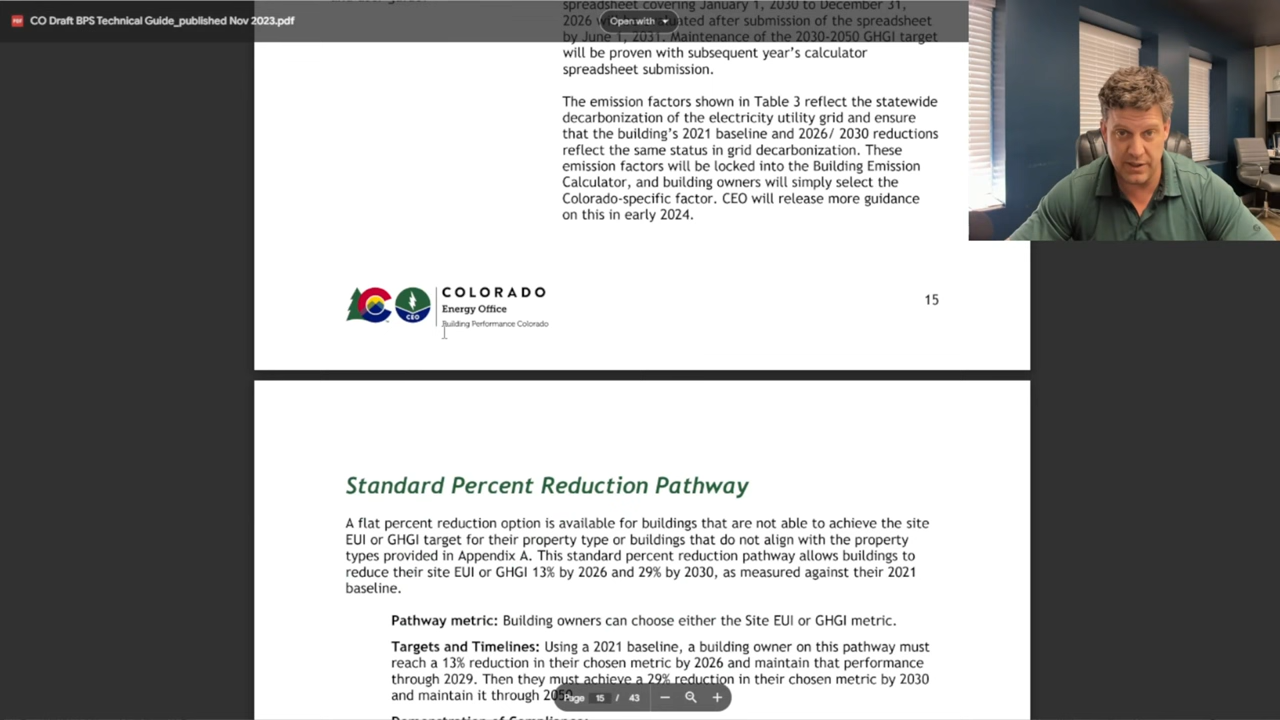 CO Draft BPS Technical Guide_published Nov 2023.pdf
Open with
spreadsheet covering January 1, 2030 to December 31,
2026 will be evaluated after submission of the spreadsheet
by June 1, 2031. Maintenance of the 2030-2050 GHGI target
will be proven with subsequent year's calculator
spreadsheet submission.
The emission factors shown in Table 3 reflect the statewide
decarbonization of the electricity utility grid and ensure
that the building's 2021 baseline and 2026/ 2030 reductions
reflect the same status in grid decarbonization. These
emission factors will be locked into the Building Emission
Calculator, and building owners will simply select the
Colorado-specific factor. CEO will release more guidance
on this in early 2024.
CEO
COLORADO
Energy Office
Building Performance Colorado
15
Standard Percent Reduction Pathway
A flat percent reduction option is available for buildings that are not able to achieve the site
EUI or GHGI target for their property type or buildings that do not align with the property
types provided in Appendix A. This standard percent reduction pathway allows buildings to
reduce their site EUI or GHGI 13% by 2026 and 29% by 2030, as measured against their 2021
baseline.
Pathway metric: Building owners can choose either the Site EUI or GHGI metric.
Targets and Timelines: Using a 2021 baseline, a building owner on this pathway must
reach a 13% reduction in their chosen metric by 2026 and maintain that performance
through 2029. Then they must achieve a 29% reduction in their chosen metric by 2030
and maintain it through 2050.
Page 15 / 43